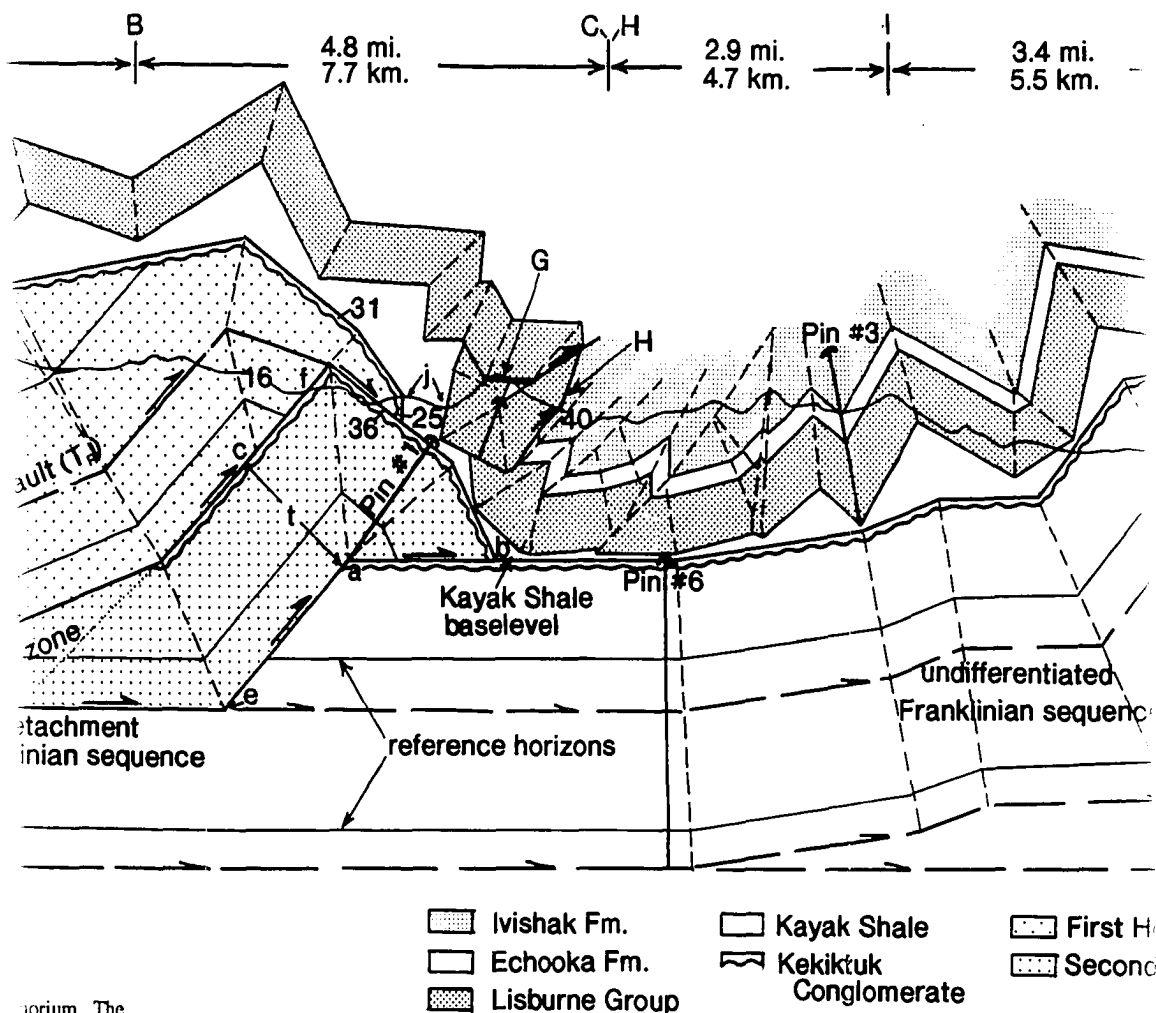 B
C, H
I
4.8 mi.
7.7 km.
2.9 mi.
4.7 km.
3.4 mi.
5.5 km.
G
31
Pin #3
H
16
f
r
j
25
40
36
c
s
Pin #
ault (T
t
b
a
Pin #6
Kayak Shale
baselevel
zone
e
undifferentiated
Franklinian sequenc
etachment
inian sequence
reference horizons
Ivishak Fm.
Kayak Shale
First H
Echooka Fm.
Kekiktuk
Conglomerate
Second
Lisburne Group
orium. The